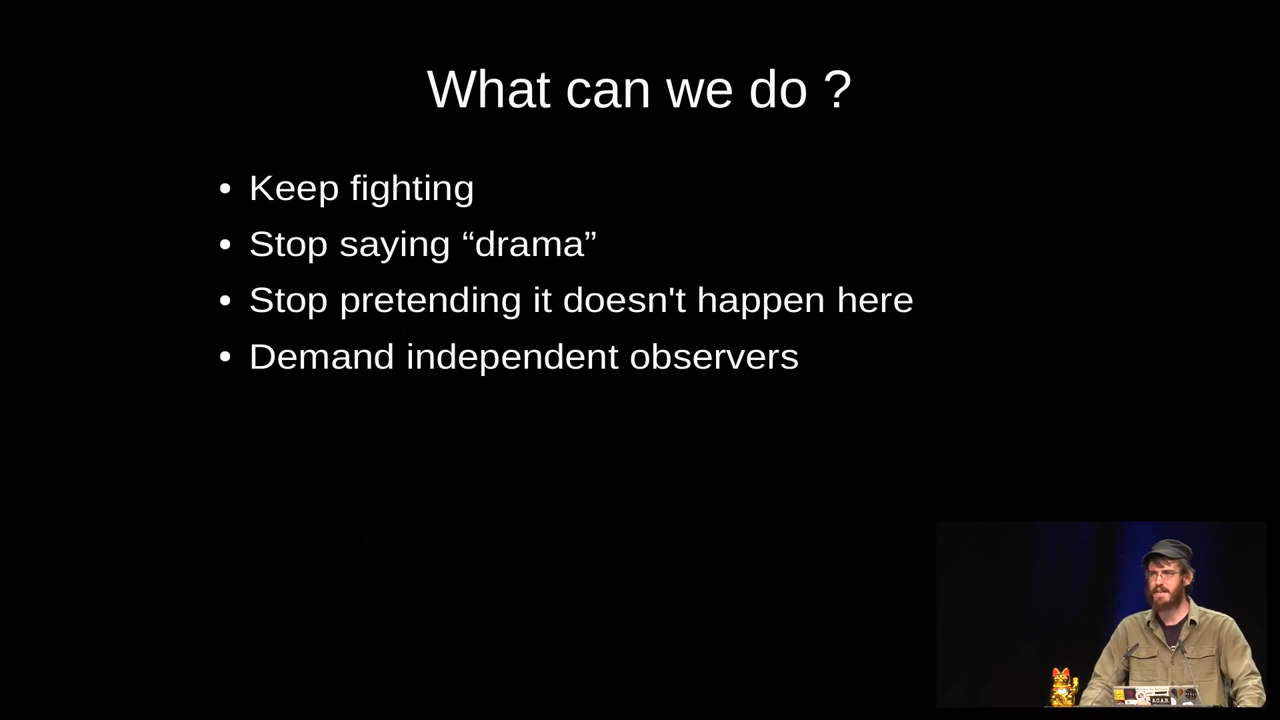 What can we do ?
• Keep fighting
• Stop saying “drama”
• Stop pretending it doesn't happen here
• Demand independent observers